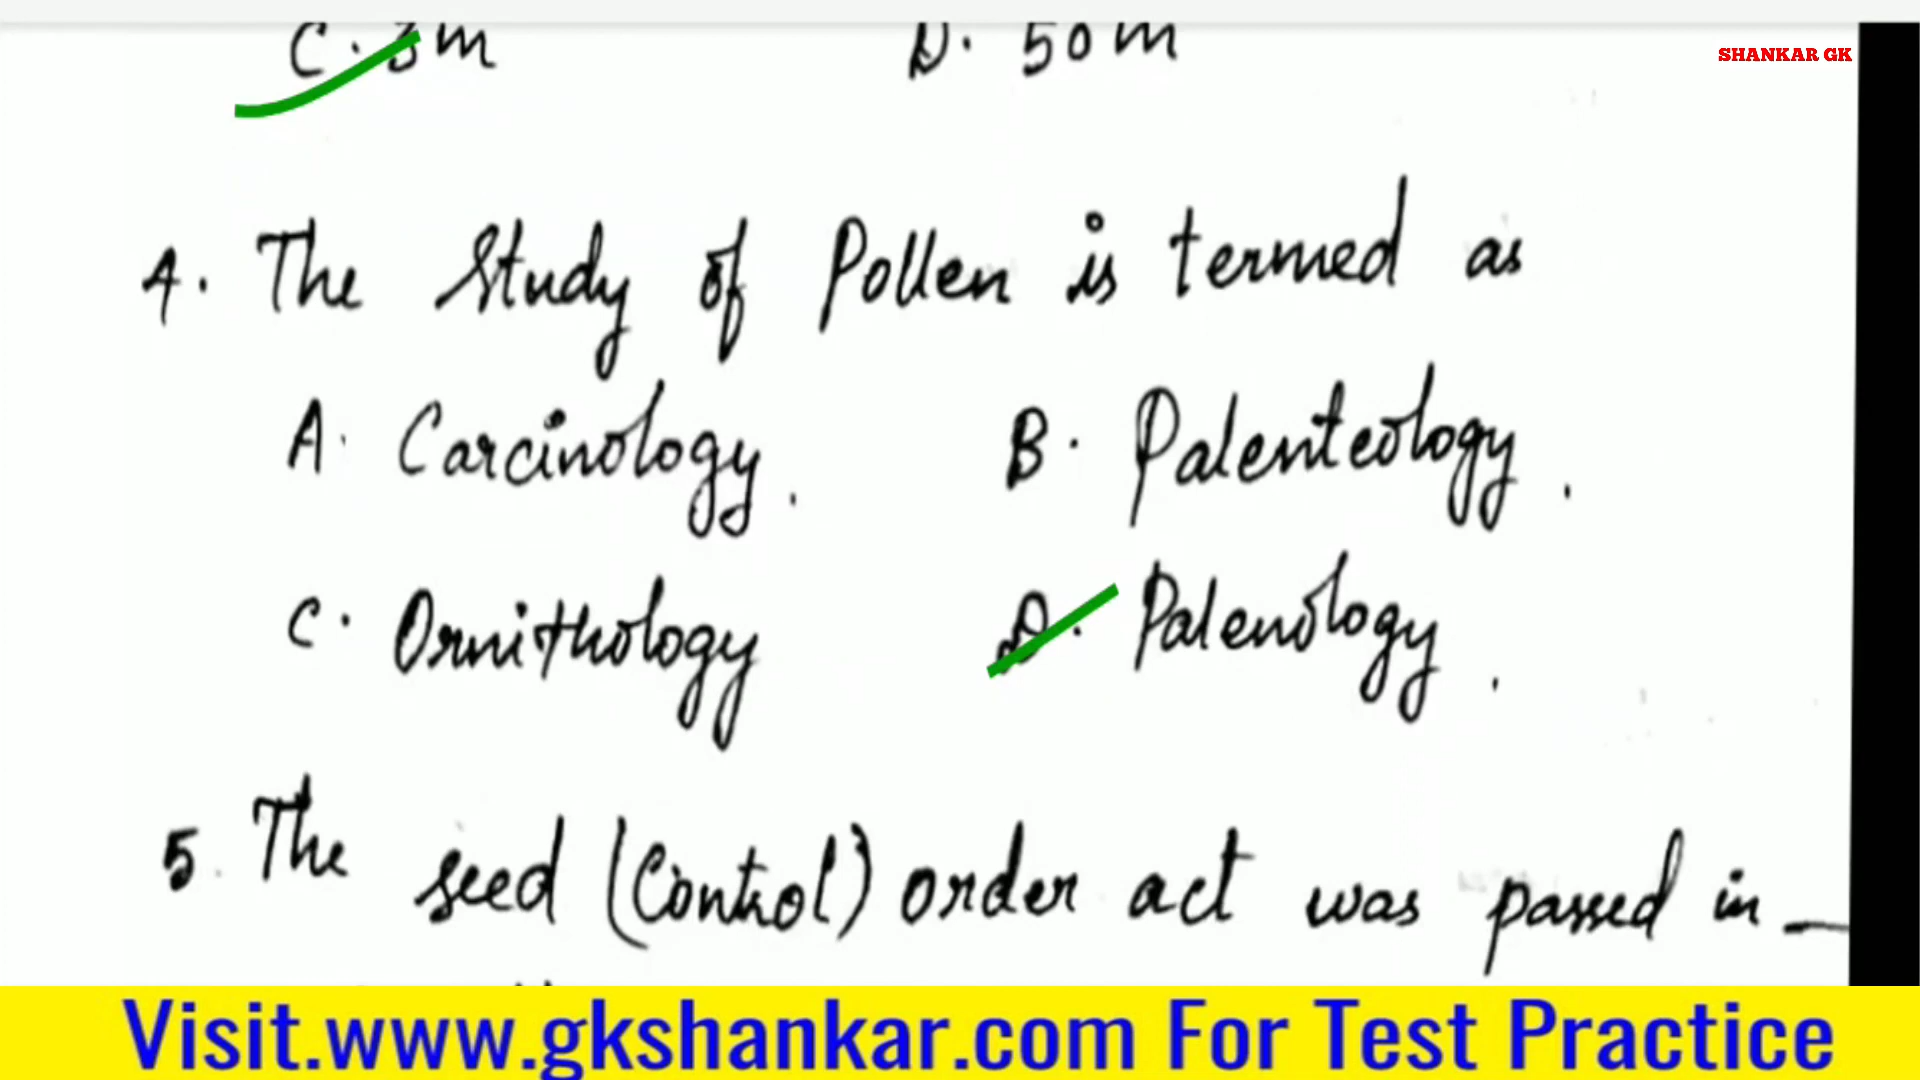 C. 3m D. 50m
SHANKAR GK
4. The Study of Pollen is termed as
A. Carcinology. B. Palenteology.
C. Ornithology D. Palenology.
5. The seed (Control) order act was passed in _
Visit.www.gkshankar.com For Test Practice